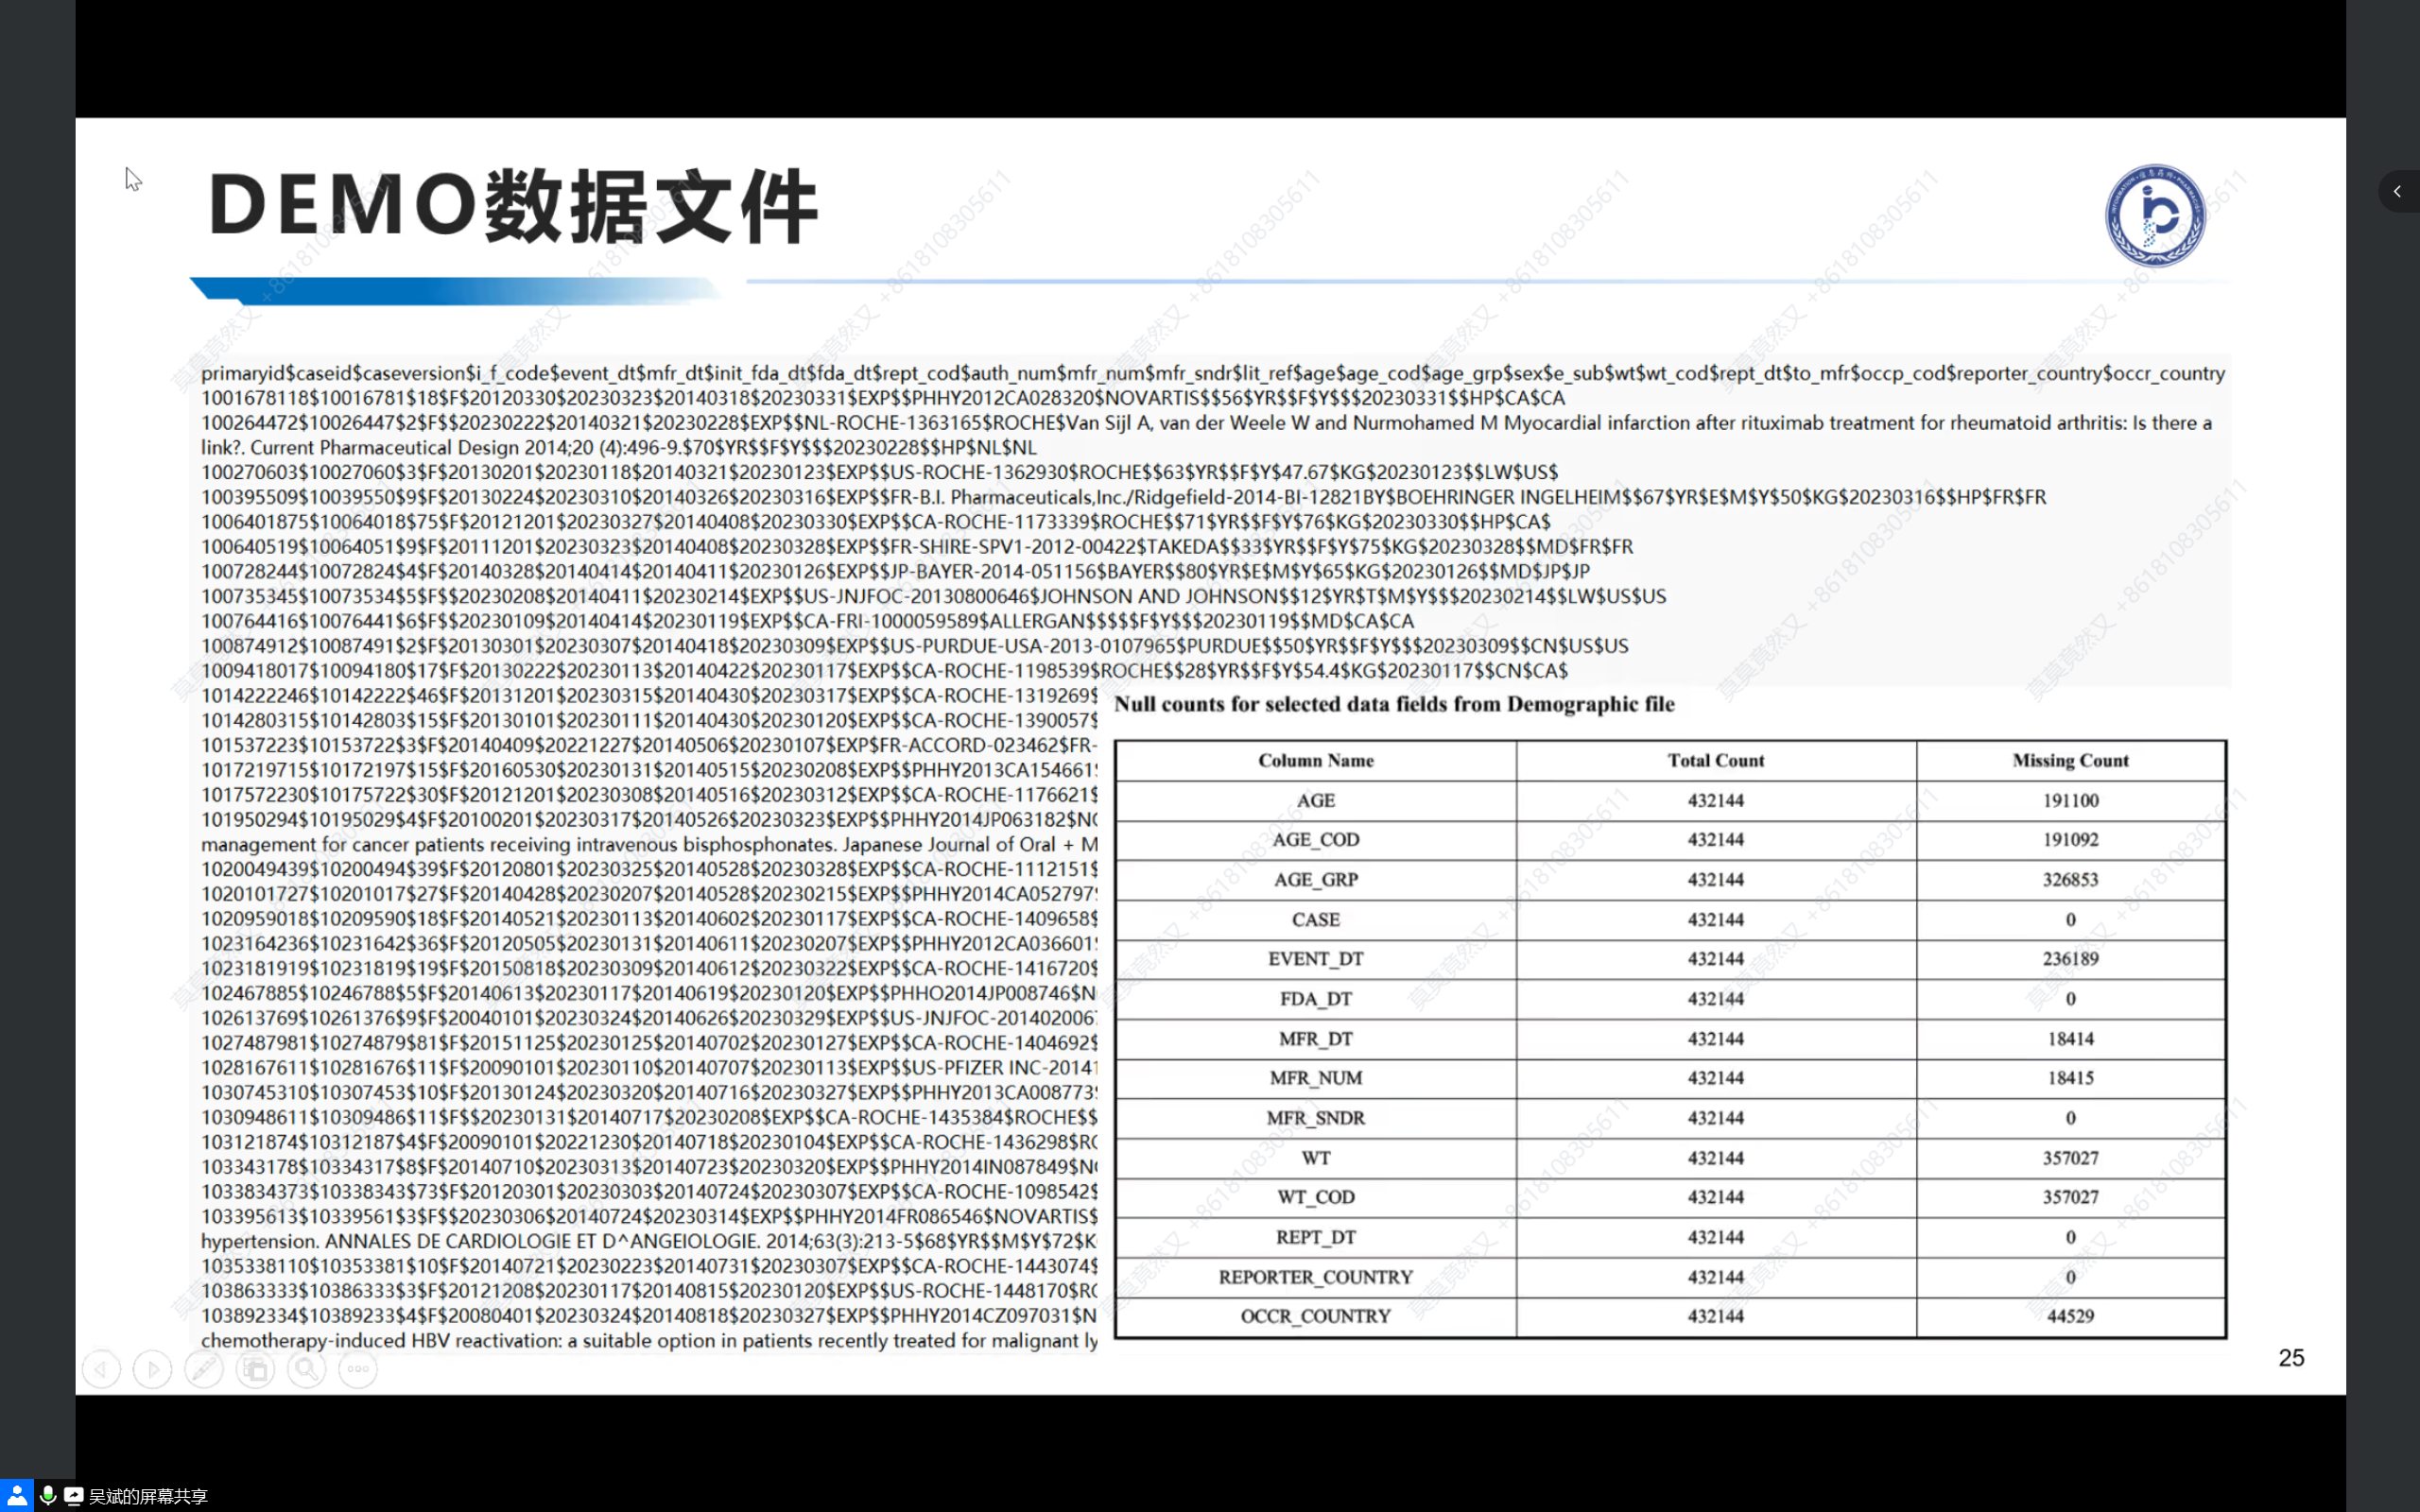 DEMO数据文件
primaryid$caseid$caseversion$i_f_code$event_dt$mfr_dt$init_fda_dt$fda_dt$rept_cod$auth_num$mfr_num$mfr_sndr$lit_ref$age$age_cod$age_grp$sex$e_sub$wt$wt_cod$rept_dt$to_mfr$occp_cod$reporter_country$occr_country
1001678118$10016781$18$F$20120330$20230323$20140318$20230331$EXP$$PHHY2012CA028320$NOVARTIS$$56$YR$$F$Y$$$20230331$$HP$CA$CA
100264472$10026447$2$F$$20230222$20140321$20230228$EXP$$NL-ROCHE-1363165$ROCHE$Van Sijl A, van der Weele W and Nurmohamed M Myocardial infarction after rituximab treatment for rheumatoid arthritis: Is there a
link?. Current Pharmaceutical Design 2014;20 (4):496-9.$70$YR$$F$Y$$$20230228$$HP$NL$NL
100270603$10027060$3$F$20130201$20230118$20140321$20230123$EXP$$US-ROCHE-1362930$ROCHE$$63$YR$$F$Y$47.67$KG$20230123$$LW$US$
100395509$10039550$9$F$20130224$20230310$20140326$20230316$EXP$$FR-B.I. Pharmaceuticals,Inc./Ridgefield-2014-BI-12821BY$BOEHRINGER INGELHEIM$$67$YR$E$M$Y$50$KG$20230316$$HP$FR$FR
1006401875$10064018$75$F$20121201$20230327$20140408$20230330$EXP$$CA-ROCHE-1173339$ROCHE$$71$YR$$F$Y$76$KG$20230330$$HP$CA$
100640519$10064051$9$F$20111201$20230323$20140408$20230328$EXP$$FR-SHIRE-SPV1-2012-00422$TAKEDA$$33$YR$$F$Y$75$KG$20230328$$MD$FR$FR
100728244$10072824$4$F$20140328$20140414$20140411$20230126$EXP$$JP-BAYER-2014-051156$BAYER$$80$YR$E$M$Y$65$KG$20230126$$MD$JP$JP
100735345$10073534$5$F$$20230208$20140411$20230214$EXP$$US-JNJFOC-20130800646$JOHNSON AND JOHNSON$$12$YR$T$M$Y$$$20230214$$LW$US$US
100764416$10076441$6$F$$20230109$20140414$20230119$EXP$$CA-FRI-1000059589$ALLERGAN$$$$$F$Y$$$20230119$$MD$CA$CA
100874912$10087491$2$F$20130301$20230307$20140418$20230309$EXP$$US-PURDUE-USA-2013-0107965$PURDUE$$50$YR$$F$Y$$$20230309$$CN$US$US
1009418017$10094180$17$F$20130222$20230113$20140422$20230117$EXP$$CA-ROCHE-1198539$ROCHE$$28$YR$$F$Y$54.4$KG$20230117$$CN$CA$
1014222246$10142222$46$F$20131201$20230315$20140430$20230317$EXP$$CA-ROCHE-1319269$
1014280315$10142803$15$F$20130101$20230111$20140430$20230120$EXP$$CA-ROCHE-1390057$
101537223$10153722$3$F$20140409$20221227$20140506$20230107$EXP$FR-ACCORD-023462$FR-
1017219715$10172197$15$F$20160530$20230131$20140515$20230208$EXP$$PHHY2013CA154661$
1017572230$10175722$30$F$20121201$20230308$20140516$20230312$EXP$$CA-ROCHE-1176621$
101950294$10195029$4$F$20100201$20230317$20140526$20230323$EXP$$PHHY2014JP063182$NO
management for cancer patients receiving intravenous bisphosphonates. Japanese Journal of Oral + M
1020049439$10200494$39$F$20120801$20230325$20140528$20230328$EXP$$CA-ROCHE-1112151$
1020101727$10201017$27$F$20140428$20230207$20140528$20230215$EXP$$PHHY2014CA052797$
1020959018$10209590$18$F$20140521$20230113$20140602$20230117$EXP$$CA-ROCHE-1409658$
1023164236$10231642$36$F$20120505$20230131$20140611$20230207$EXP$$PHHY2012CA036601$
1023181919$10231819$19$F$20150818$20230309$20140612$20230322$EXP$$CA-ROCHE-1416720$
102467885$10246788$5$F$20140613$20230117$20140619$20230120$EXP$$PHHO2014JP008746$N
102613769$10261376$9$F$20040101$20230324$20140626$20230329$EXP$$US-JNJFOC-201402006
1027487981$10274879$81$F$20151125$20230125$20140702$20230127$EXP$$CA-ROCHE-1404692$
1028167611$10281676$11$F$20090101$20230110$20140707$20230113$EXP$$US-PFIZER INC-20141
1030745310$10307453$10$F$20130124$20230320$20140716$20230327$EXP$$PHHY2013CA008773$
1030948611$10309486$11$F$$20230131$20140717$20230208$EXP$$CA-ROCHE-1435384$ROCHE$$
103121874$10312187$4$F$20090101$20221230$20140718$20230104$EXP$$CA-ROCHE-1436298$RO
103343178$10334317$8$F$20140710$20230313$20140723$20230320$EXP$$PHHY2014IN087849$NO
1033834373$10338343$73$F$20120301$20230303$20140724$20230307$EXP$$CA-ROCHE-1098542$
103395613$10339561$3$F$$20230306$20140724$20230314$EXP$$PHHY2014FR086546$NOVARTIS$
hypertension. ANNALES DE CARDIOLOGIE ET D^ANGEIOLOGIE. 2014;63(3):213-5$68$YR$$M$Y$72$K
1035338110$10353381$10$F$20140721$20230223$20140731$20230307$EXP$$CA-ROCHE-1443074$
103863333$10386333$3$F$20121208$20230117$20140815$20230120$EXP$$US-ROCHE-1448170$RO
103892334$10389233$4$F$20080401$20230324$20140818$20230327$EXP$$PHHY2014CZ097031$N
chemotherapy-induced HBV reactivation: a suitable option in patients recently treated for malignant ly
Null counts for selected data fields from Demographic file
Column Name Total Count Missing Count
AGE 432144 191100
AGE_COD 432144 191092
AGE_GRP 432144 326853
CASE 432144 0
EVENT_DT 432144 236189
FDA_DT 432144 0
MFR_DT 432144 18414
MFR_NUM 432144 18415
MFR_SNDR 432144 0
WT 432144 357027
WT_COD 432144 357027
REPT_DT 432144 0
REPORTER_COUNTRY 432144 0
OCCR_COUNTRY 432144 44529
25
吴斌的屏幕共享